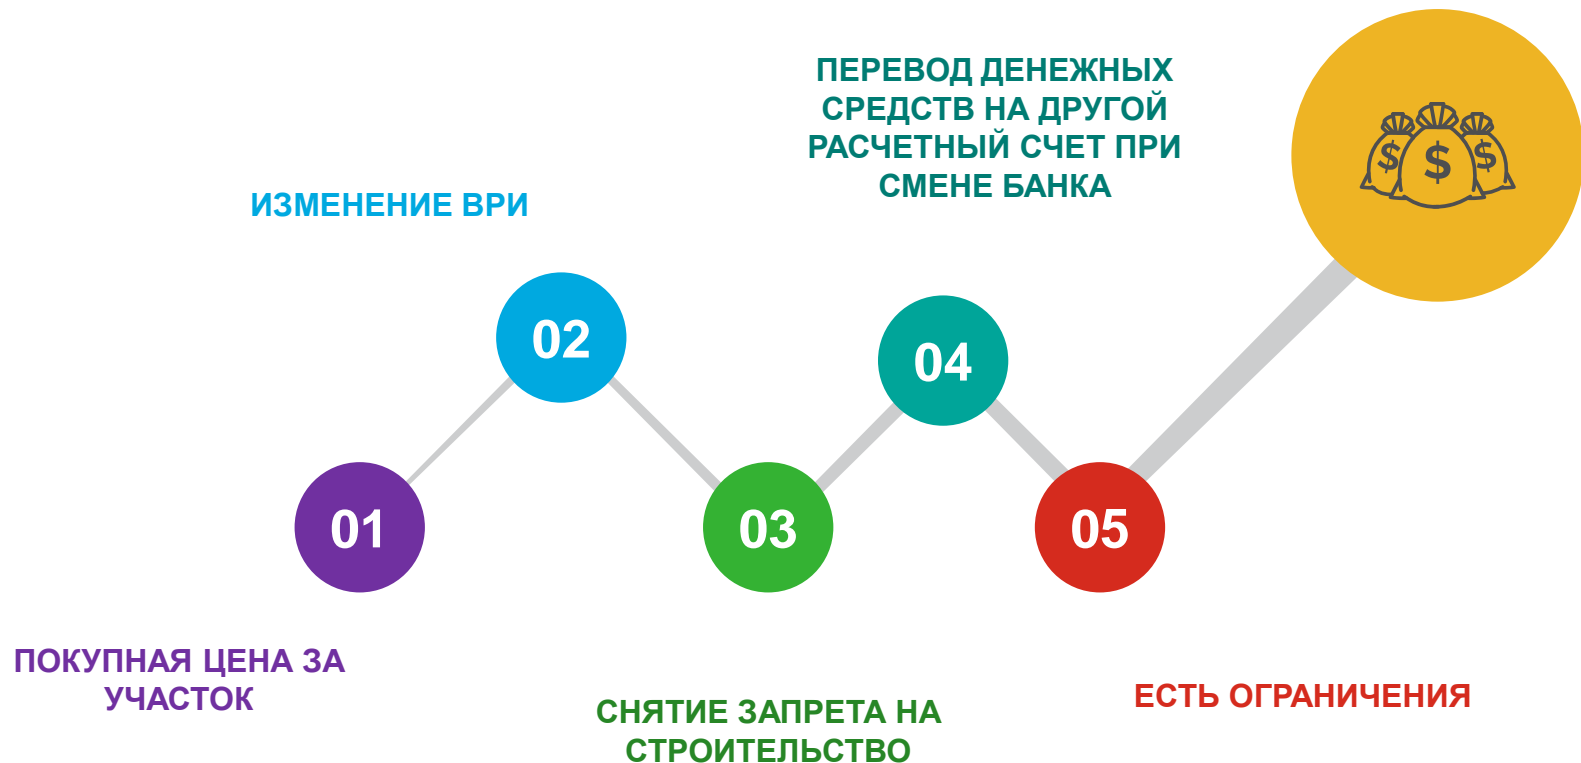 01
ПОКУПНАЯ ЦЕНА ЗА
УЧАСТОК
ИЗМЕНЕНИЕ ВРИ
02
03
СНЯТИЕ ЗАПРЕТА НА
СТРОИТЕЛЬСТВО
ПЕРЕВОД ДЕНЕЖНЫХ
СРЕДСТВ НА ДРУГОЙ
РАСЧЕТНЫЙ СЧЕТ ПРИ
СМЕНЕ БАНКА
04
05
ЕСТЬ ОГРАНИЧЕНИЯ
$ $ $